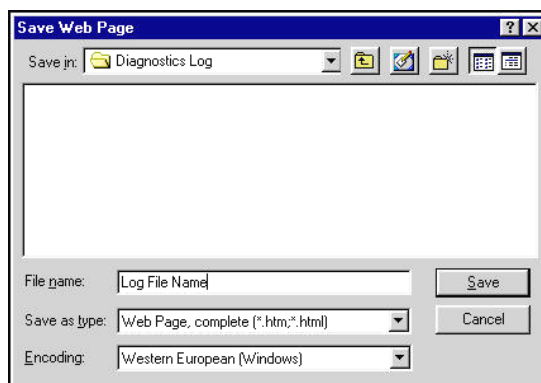 Save Web Page
Save in: Diagnostics Log
File name: Log File Name Save
Save as type: Web Page, complete (*.htm;*.html) Cancel
Encoding: Western European (Windows)